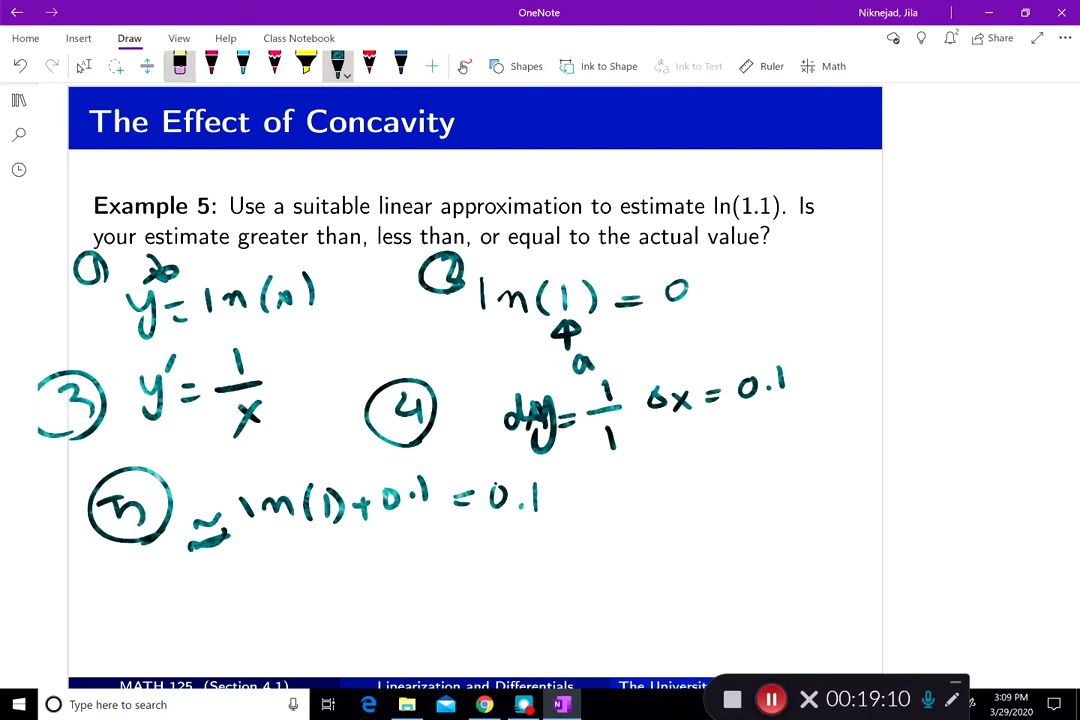 OneNote
Niknejad, Jila
Home Insert Draw View Help Class Notebook
Share
Shapes Ink to Shape Ink to Text Ruler Math
The Effect of Concavity
Example 5: Use a suitable linear approximation to estimate ln(1.1). Is
your estimate greater than, less than, or equal to the actual value?
① y = ln(x)
② ln(1) = 0
a
③ y' = 1/x
④ dy = 1/1 Δx = 0.1
⑤ ≃ ln(1) + 0.1 = 0.1
MATH 125 (Section 4.1) Linearization and Differentials The Universit
Type here to search
00:19:10
3:09 PM
3/29/2020